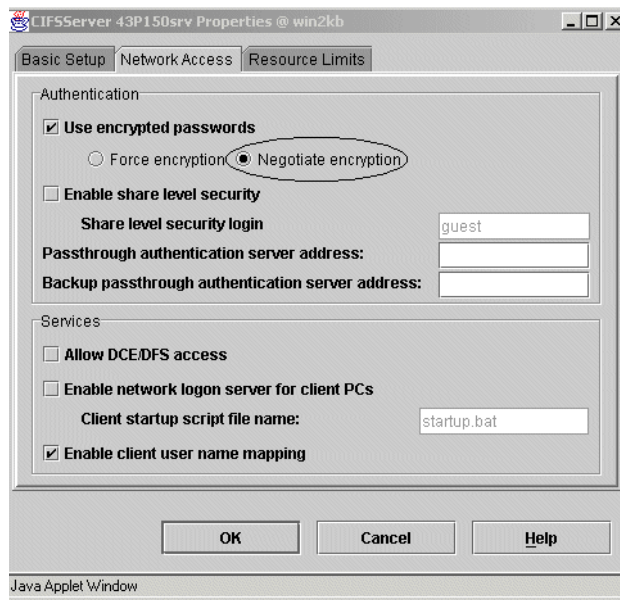 CIFSServer 43P150srv Properties @ win2kb
Basic Setup Network Access Resource Limits
Authentication
Use encrypted passwords
Force encryption Negotiate encryption
Enable share level security
Share level security login guest
Passthrough authentication server address:
Backup passthrough authentication server address:
Services
Allow DCE/DFS access
Enable network logon server for client PCs
Client startup script file name: startup.bat
Enable client user name mapping
OK Cancel Help
Java Applet Window